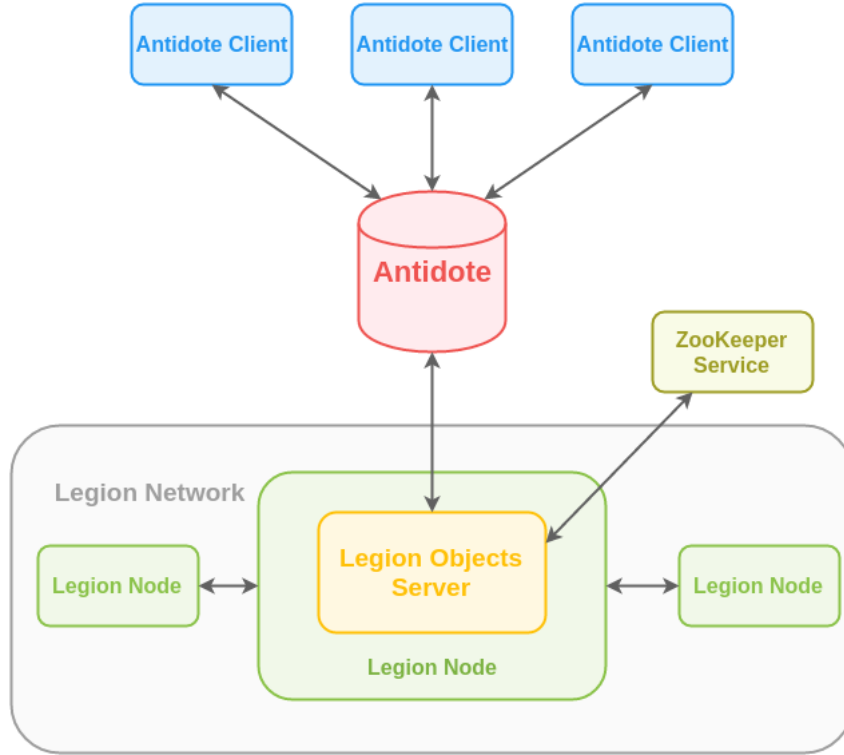 Antidote Client
Antidote Client
Antidote Client
Antidote
ZooKeeper
Service
Legion Network
Legion Objects
Server
Legion Node
Legion Node
Legion Node